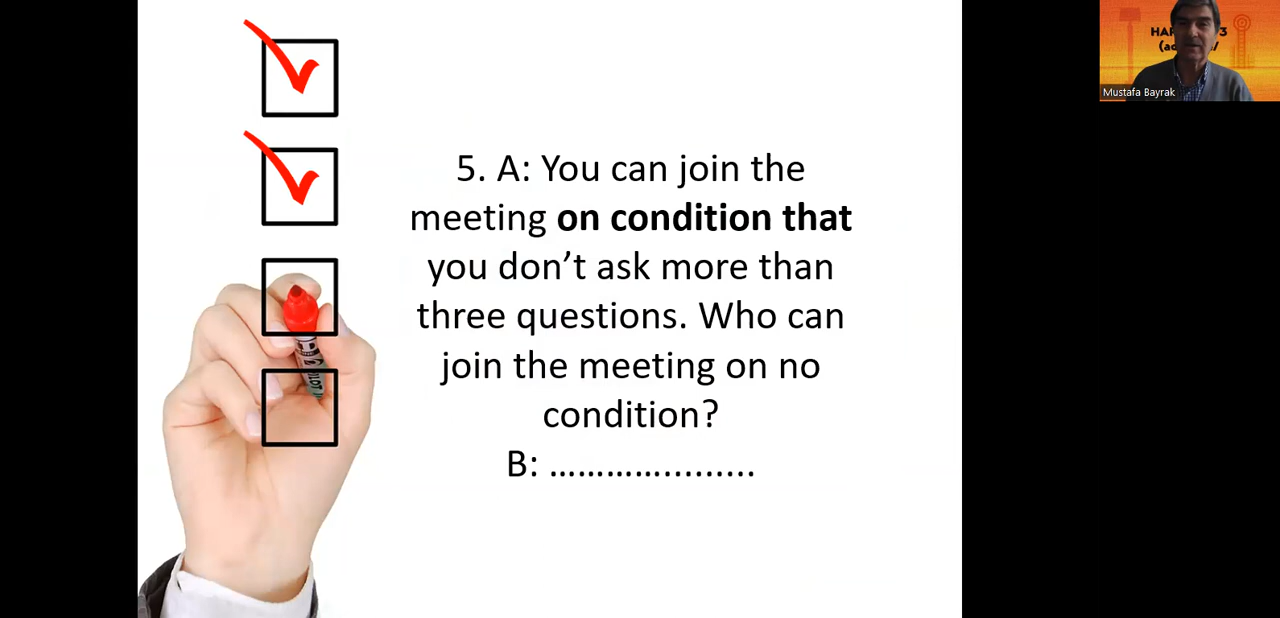 5. A: You can join the
meeting on condition that
you don’t ask more than
three questions. Who can
join the meeting on no
condition?
B: ………….........
Mustafa Bayrak